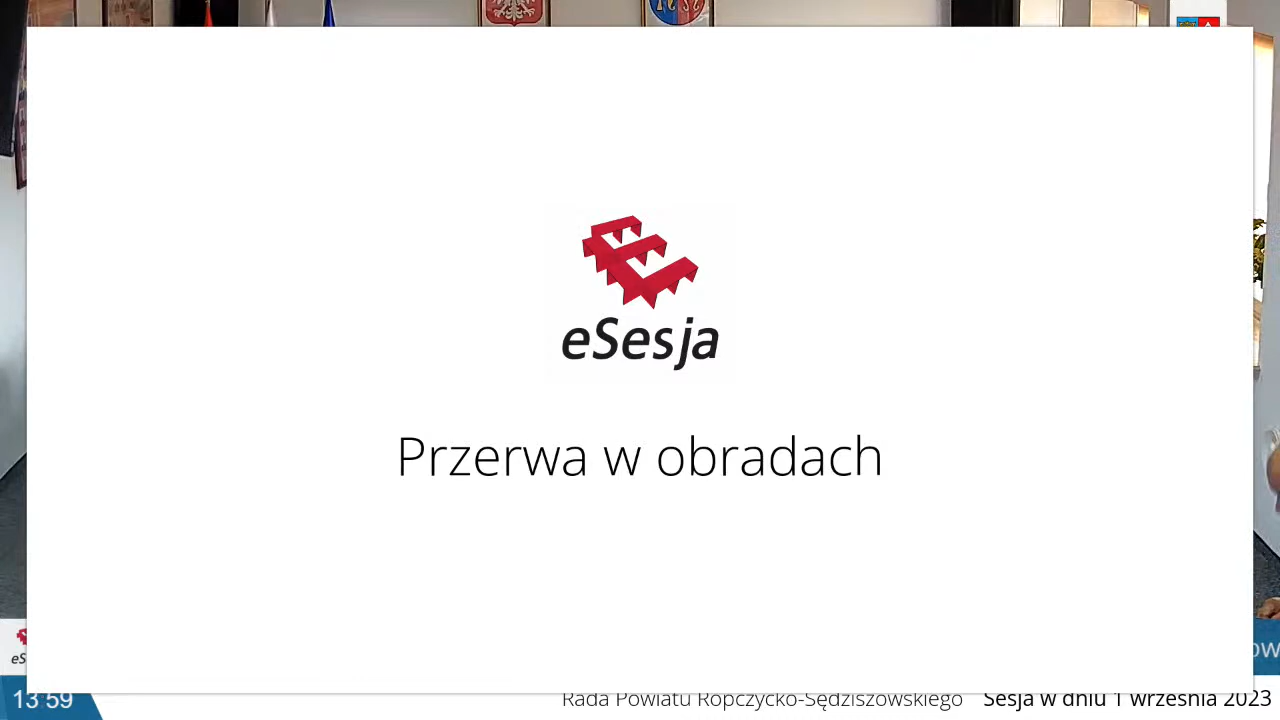 eSesja
Przerwa w obradach
13:59
Rada Powiatu Ropczycko-Sędziszowskiego Sesja w dniu 1 września 2023